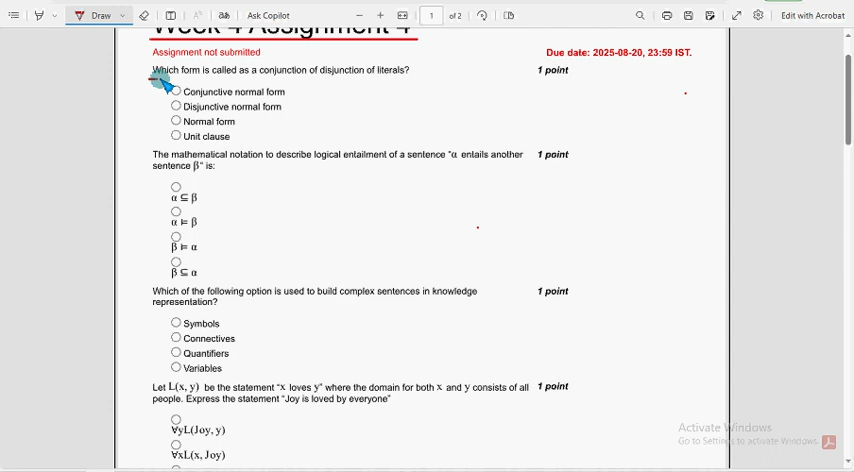 Draw
Ask Copilot
1 of 2
Edit with Acrobat
Week 4 Assignment 4
Assignment not submitted
Due date: 2025-08-20, 23:59 IST.
Which form is called as a conjunction of disjunction of literals?
1 point
Conjunctive normal form
Disjunctive normal form
Normal form
Unit clause
The mathematical notation to describe logical entailment of a sentence "α entails another
1 point
sentence β" is:
α ⊆ β
α ⊨ β
β ⊨ α
β ⊆ α
Which of the following option is used to build complex sentences in knowledge
1 point
representation?
Symbols
Connectives
Quantifiers
Variables
Let L(x, y) be the statement "x loves y" where the domain for both x and y consists of all
1 point
people. Express the statement "Joy is loved by everyone"
∀yL(Joy, y)
∀xL(x, Joy)
Activate Windows
Go to Settings to activate Windows.